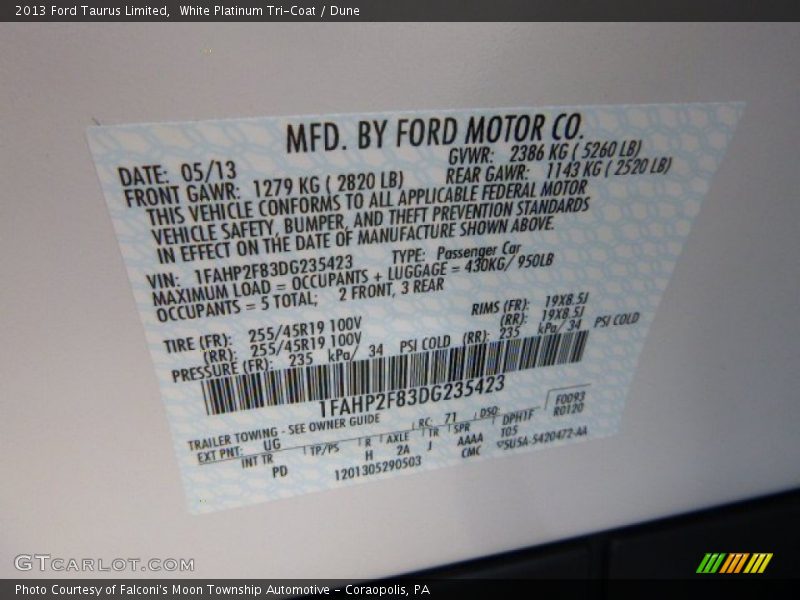 2013 Ford Taurus Limited, White Platinum Tri-Coat / Dune
MFD. BY FORD MOTOR CO.
DATE: 05/13 GVWR: 2386 KG ( 5260 LB)
FRONT GAWR: 1279 KG ( 2820 LB) REAR GAWR: 1143 KG ( 2520 LB)
THIS VEHICLE CONFORMS TO ALL APPLICABLE FEDERAL MOTOR
VEHICLE SAFETY, BUMPER, AND THEFT PREVENTION STANDARDS
IN EFFECT ON THE DATE OF MANUFACTURE SHOWN ABOVE.
VIN: 1FAHP2F83DG235423 TYPE: Passenger Car
MAXIMUM LOAD = OCCUPANTS + LUGGAGE = 430KG/ 950LB
OCCUPANTS = 5 TOTAL; 2 FRONT, 3 REAR
TIRE (FR): 255/45R19 100V RIMS (FR): 19X8.5J
(RR): 255/45R19 100V (RR): 19X8.5J
PRESSURE (FR): 235 kPa/ 34 PSI COLD (RR): 235 kPa/ 34 PSI COLD
1FAHP2F83DG235423
TRAILER TOWING - SEE OWNER GUIDE
EXT PNT: UG RC: 71 DSO: F0093
INT TR TP/PS R AXLE TR SPR DPH1F R0120
PD H 2A J AAAA T05
1201305290503 CMC 5U5A-5420472-AA
GTCARLOT.COM
Photo Courtesy of Falconi's Moon Township Automotive - Coraopolis, PA